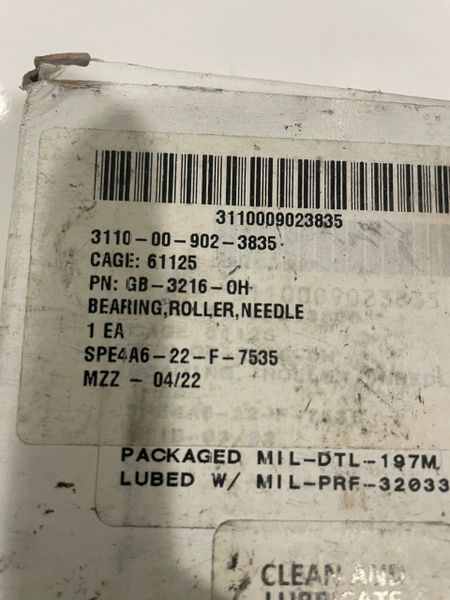 3110009023835
3110-00-902-3835
CAGE: 61125
PN: GB-3216-OH
BEARING,ROLLER,NEEDLE
1 EA
SPE4A6-22-F-7535
MZZ - 04/22
PACKAGED MIL-DTL-197M
LUBED W/ MIL-PRF-32033
CLEAN AND
LUBRICATE